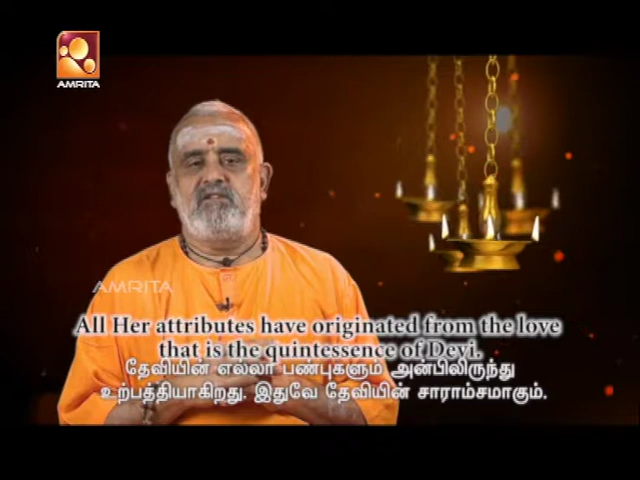 AMRITA
AMRITA
All Her attributes have originated from the love
that is the quintessence of Devi.
தேவியின் எல்லா பண்புகளும் அன்பிலிருந்து
உற்பத்தியாகிறது. இதுவே தேவியின் சாராம்சமாகும்.